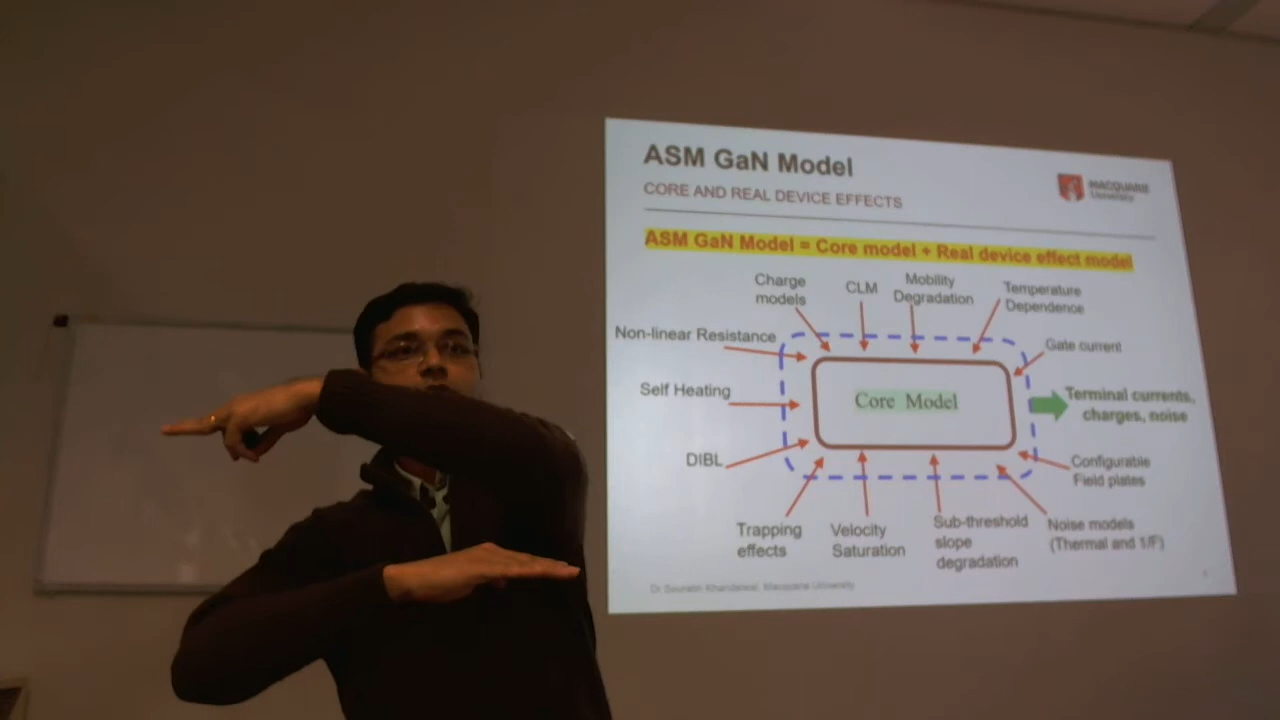 ASM GaN Model
CORE AND REAL DEVICE EFFECTS
MACQUARIE
University
ASM GaN Model = Core model + Real device effect model
Charge
models
CLM
Mobility
Degradation
Temperature
Dependence
Non-linear Resistance
Gate current
Self Heating
Core Model
Terminal currents,
charges, noise
DIBL
Configurable
Field plates
Trapping
effects
Velocity
Saturation
Sub-threshold
slope
degradation
Noise models
(Thermal and 1/F)
Dr Sourabh Khandelwal, Macquarie University